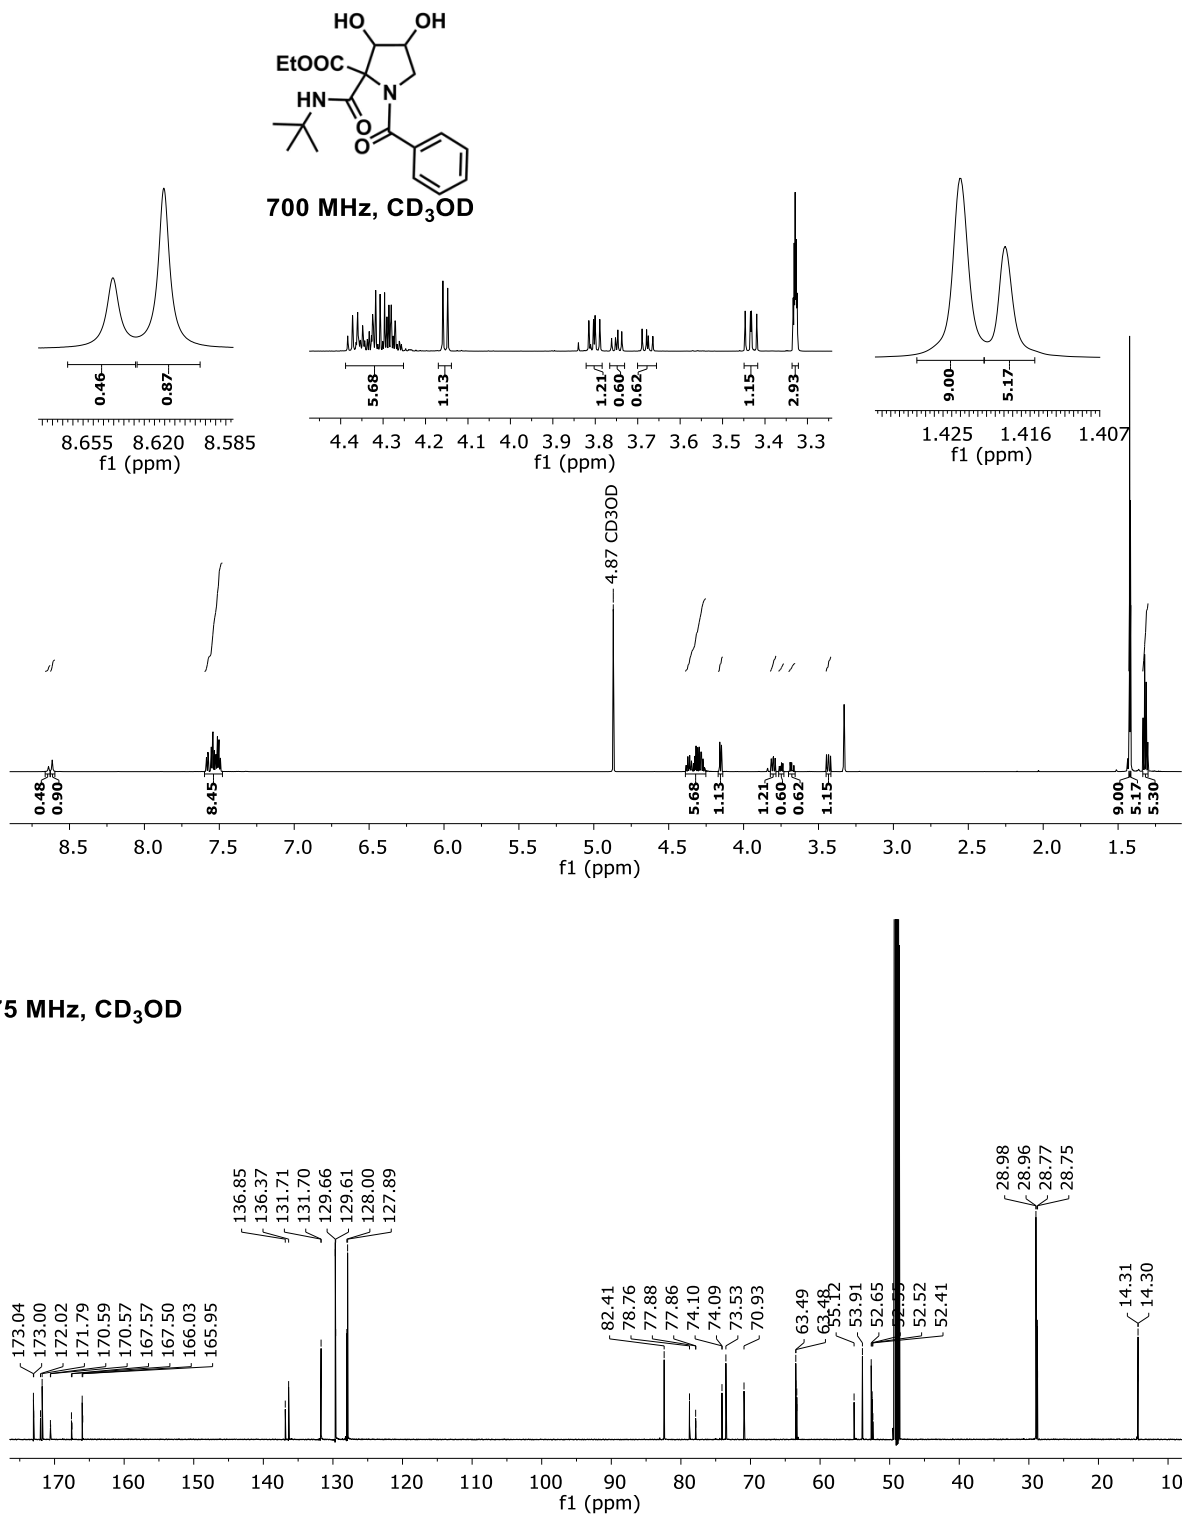 HO OH
EtOOC
HN
N
O
O
700 MHz, CD3OD
0.46 0.87
8.655 8.620 8.585
f1 (ppm)
5.68 1.13 1.21 0.60 0.62 1.15 2.93
4.4 4.3 4.2 4.1 4.0 3.9 3.8 3.7 3.6 3.5 3.4 3.3
f1 (ppm)
9.00 5.17
1.425 1.416 1.407
f1 (ppm)
4.87 CD3OD
0.48 0.90 8.45 5.68 1.13 1.21 0.60 0.62 1.15 9.00 5.17 5.30
8.5 8.0 7.5 7.0 6.5 6.0 5.5 5.0 4.5 4.0 3.5 3.0 2.5 2.0 1.5
f1 (ppm)
75 MHz, CD3OD
173.04 173.00 172.02 171.79 170.59 170.57 167.57 167.50 166.03 165.95
136.85 136.37 131.71 131.70 129.66 129.61 128.00 127.89
82.41 78.76 77.88 77.86 74.10 74.09 73.53 70.93
63.49 63.48 55.12 53.91 52.65 52.52 52.41
28.98 28.96 28.77 28.75
14.31 14.30
170 160 150 140 130 120 110 100 90 80 70 60 50 40 30 20 10
f1 (ppm)